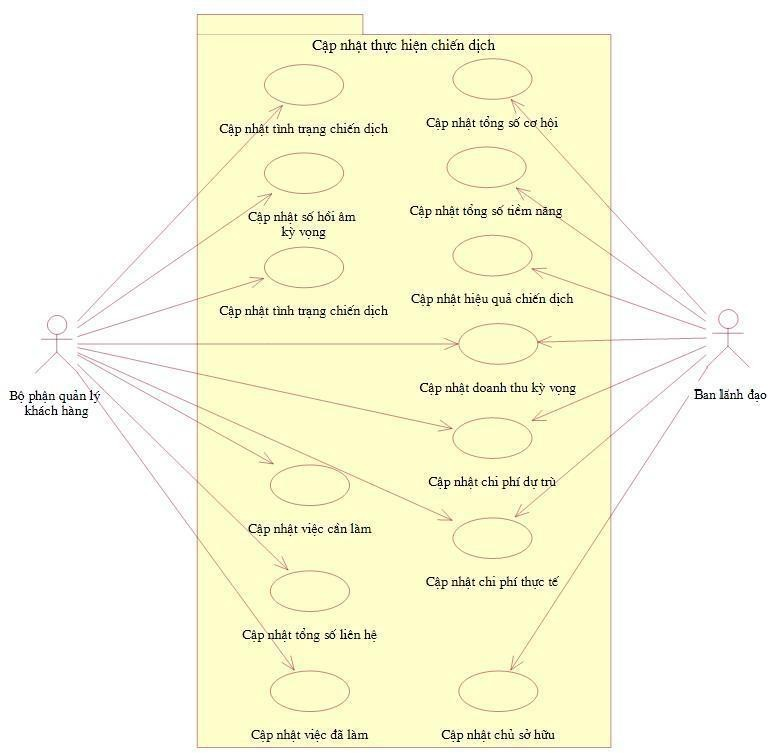 Cập nhật thực hiện chiến dịch
Cập nhật tình trạng chiến dịch
Cập nhật tổng số cơ hội
Cập nhật số hồi âm
kỳ vọng
Cập nhật tổng số tiềm năng
Cập nhật tình trạng chiến dịch
Cập nhật hiệu quả chiến dịch
Bộ phận quản lý
khách hàng
Cập nhật doanh thu kỳ vọng
Ban lãnh đạo
Cập nhật chi phí dự trù
Cập nhật việc cần làm
Cập nhật chi phí thực tế
Cập nhật tổng số liên hệ
Cập nhật việc đã làm
Cập nhật chủ sở hữu